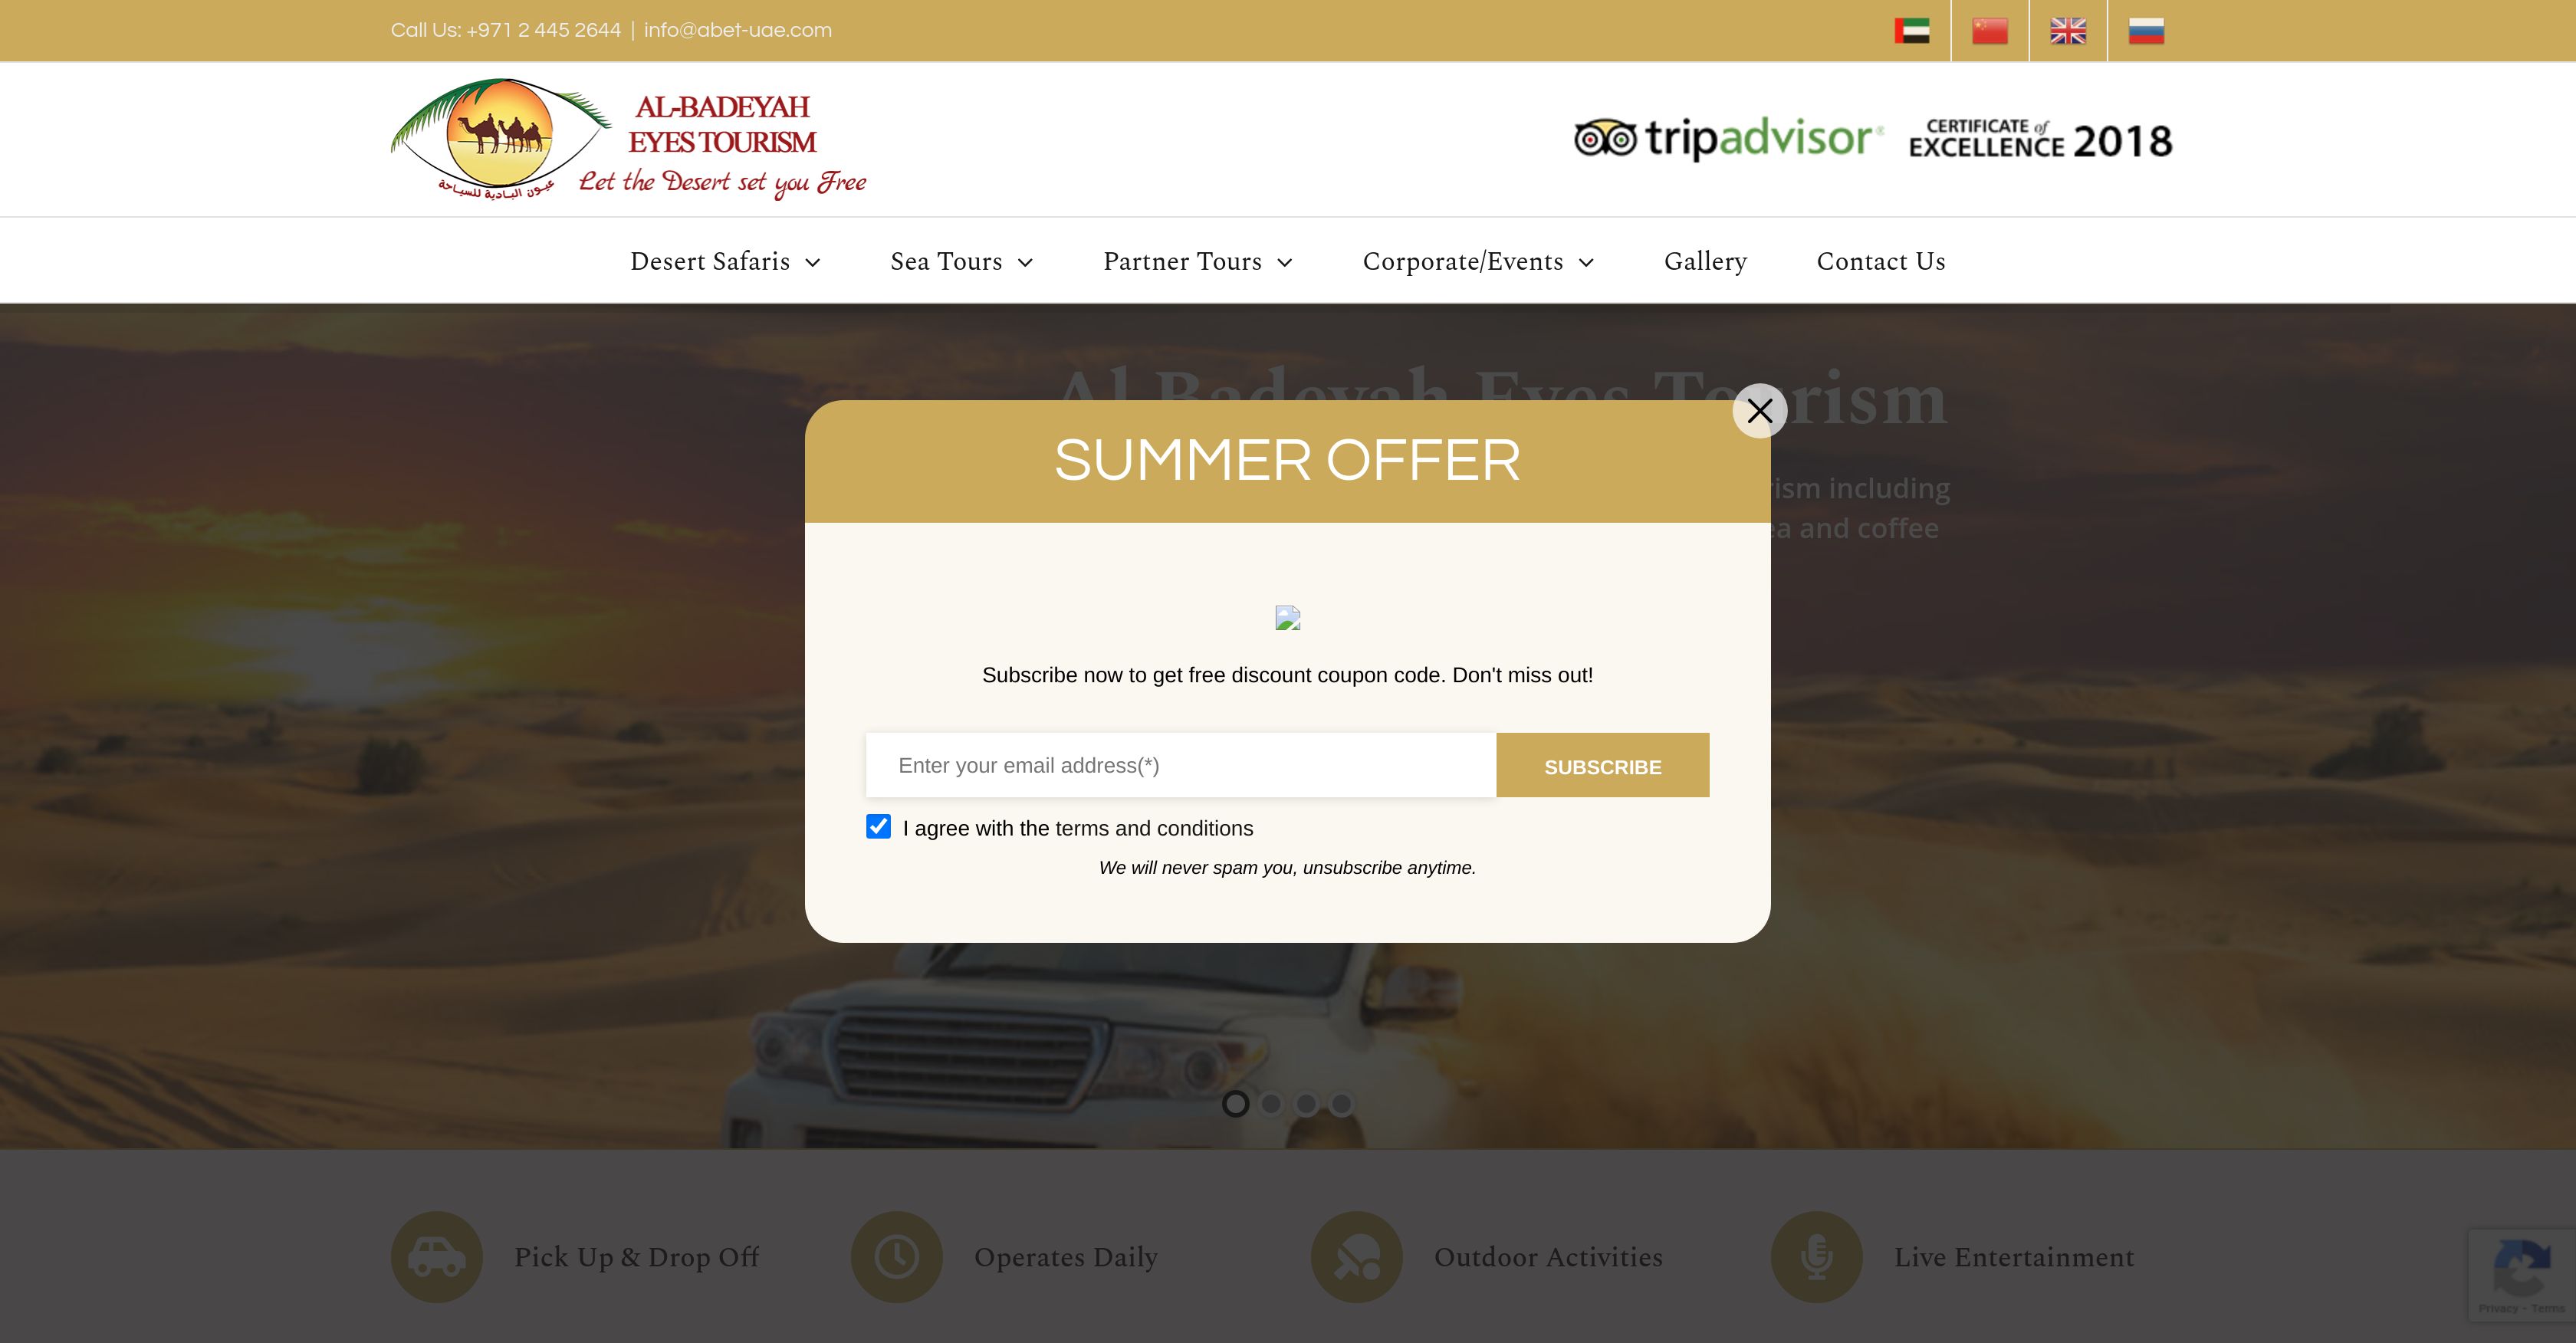 Call Us: +971 2 445 2644 | info@abet-uae.com
AL-BADEYAH
EYES TOURISM
Let the Desert set you Free
عيون البادية للسياحة
tripadvisor® CERTIFICATE of EXCELLENCE 2018
Desert Safaris Sea Tours Partner Tours Corporate/Events Gallery Contact Us
Al Badeyah Eyes Tourism
SUMMER OFFER
rism including
ea and coffee
Subscribe now to get free discount coupon code. Don't miss out!
Enter your email address(*) SUBSCRIBE
I agree with the terms and conditions
We will never spam you, unsubscribe anytime.
Pick Up & Drop Off Operates Daily Outdoor Activities Live Entertainment
Privacy - Terms